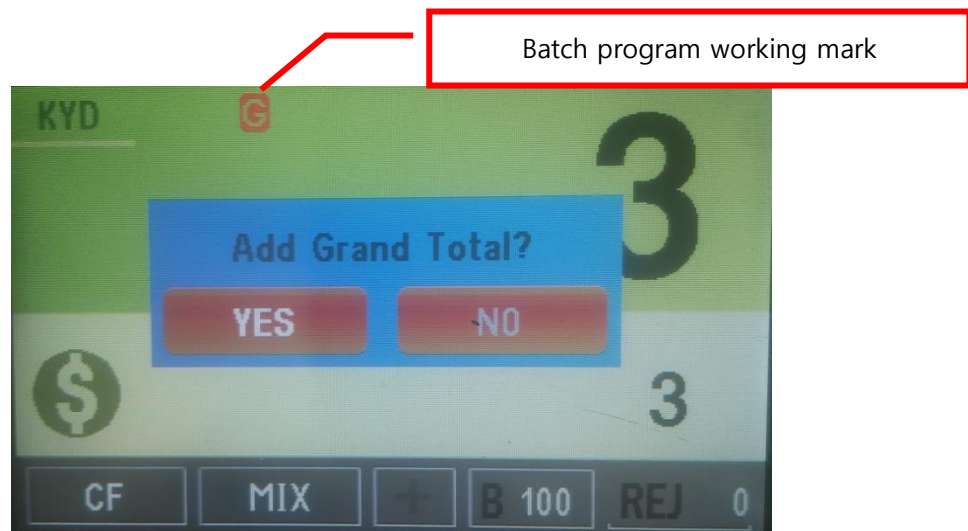 Batch program working mark
KYD G 3
Add Grand Total?
YES NO
$ 3
CF MIX + B 100 REJ 0